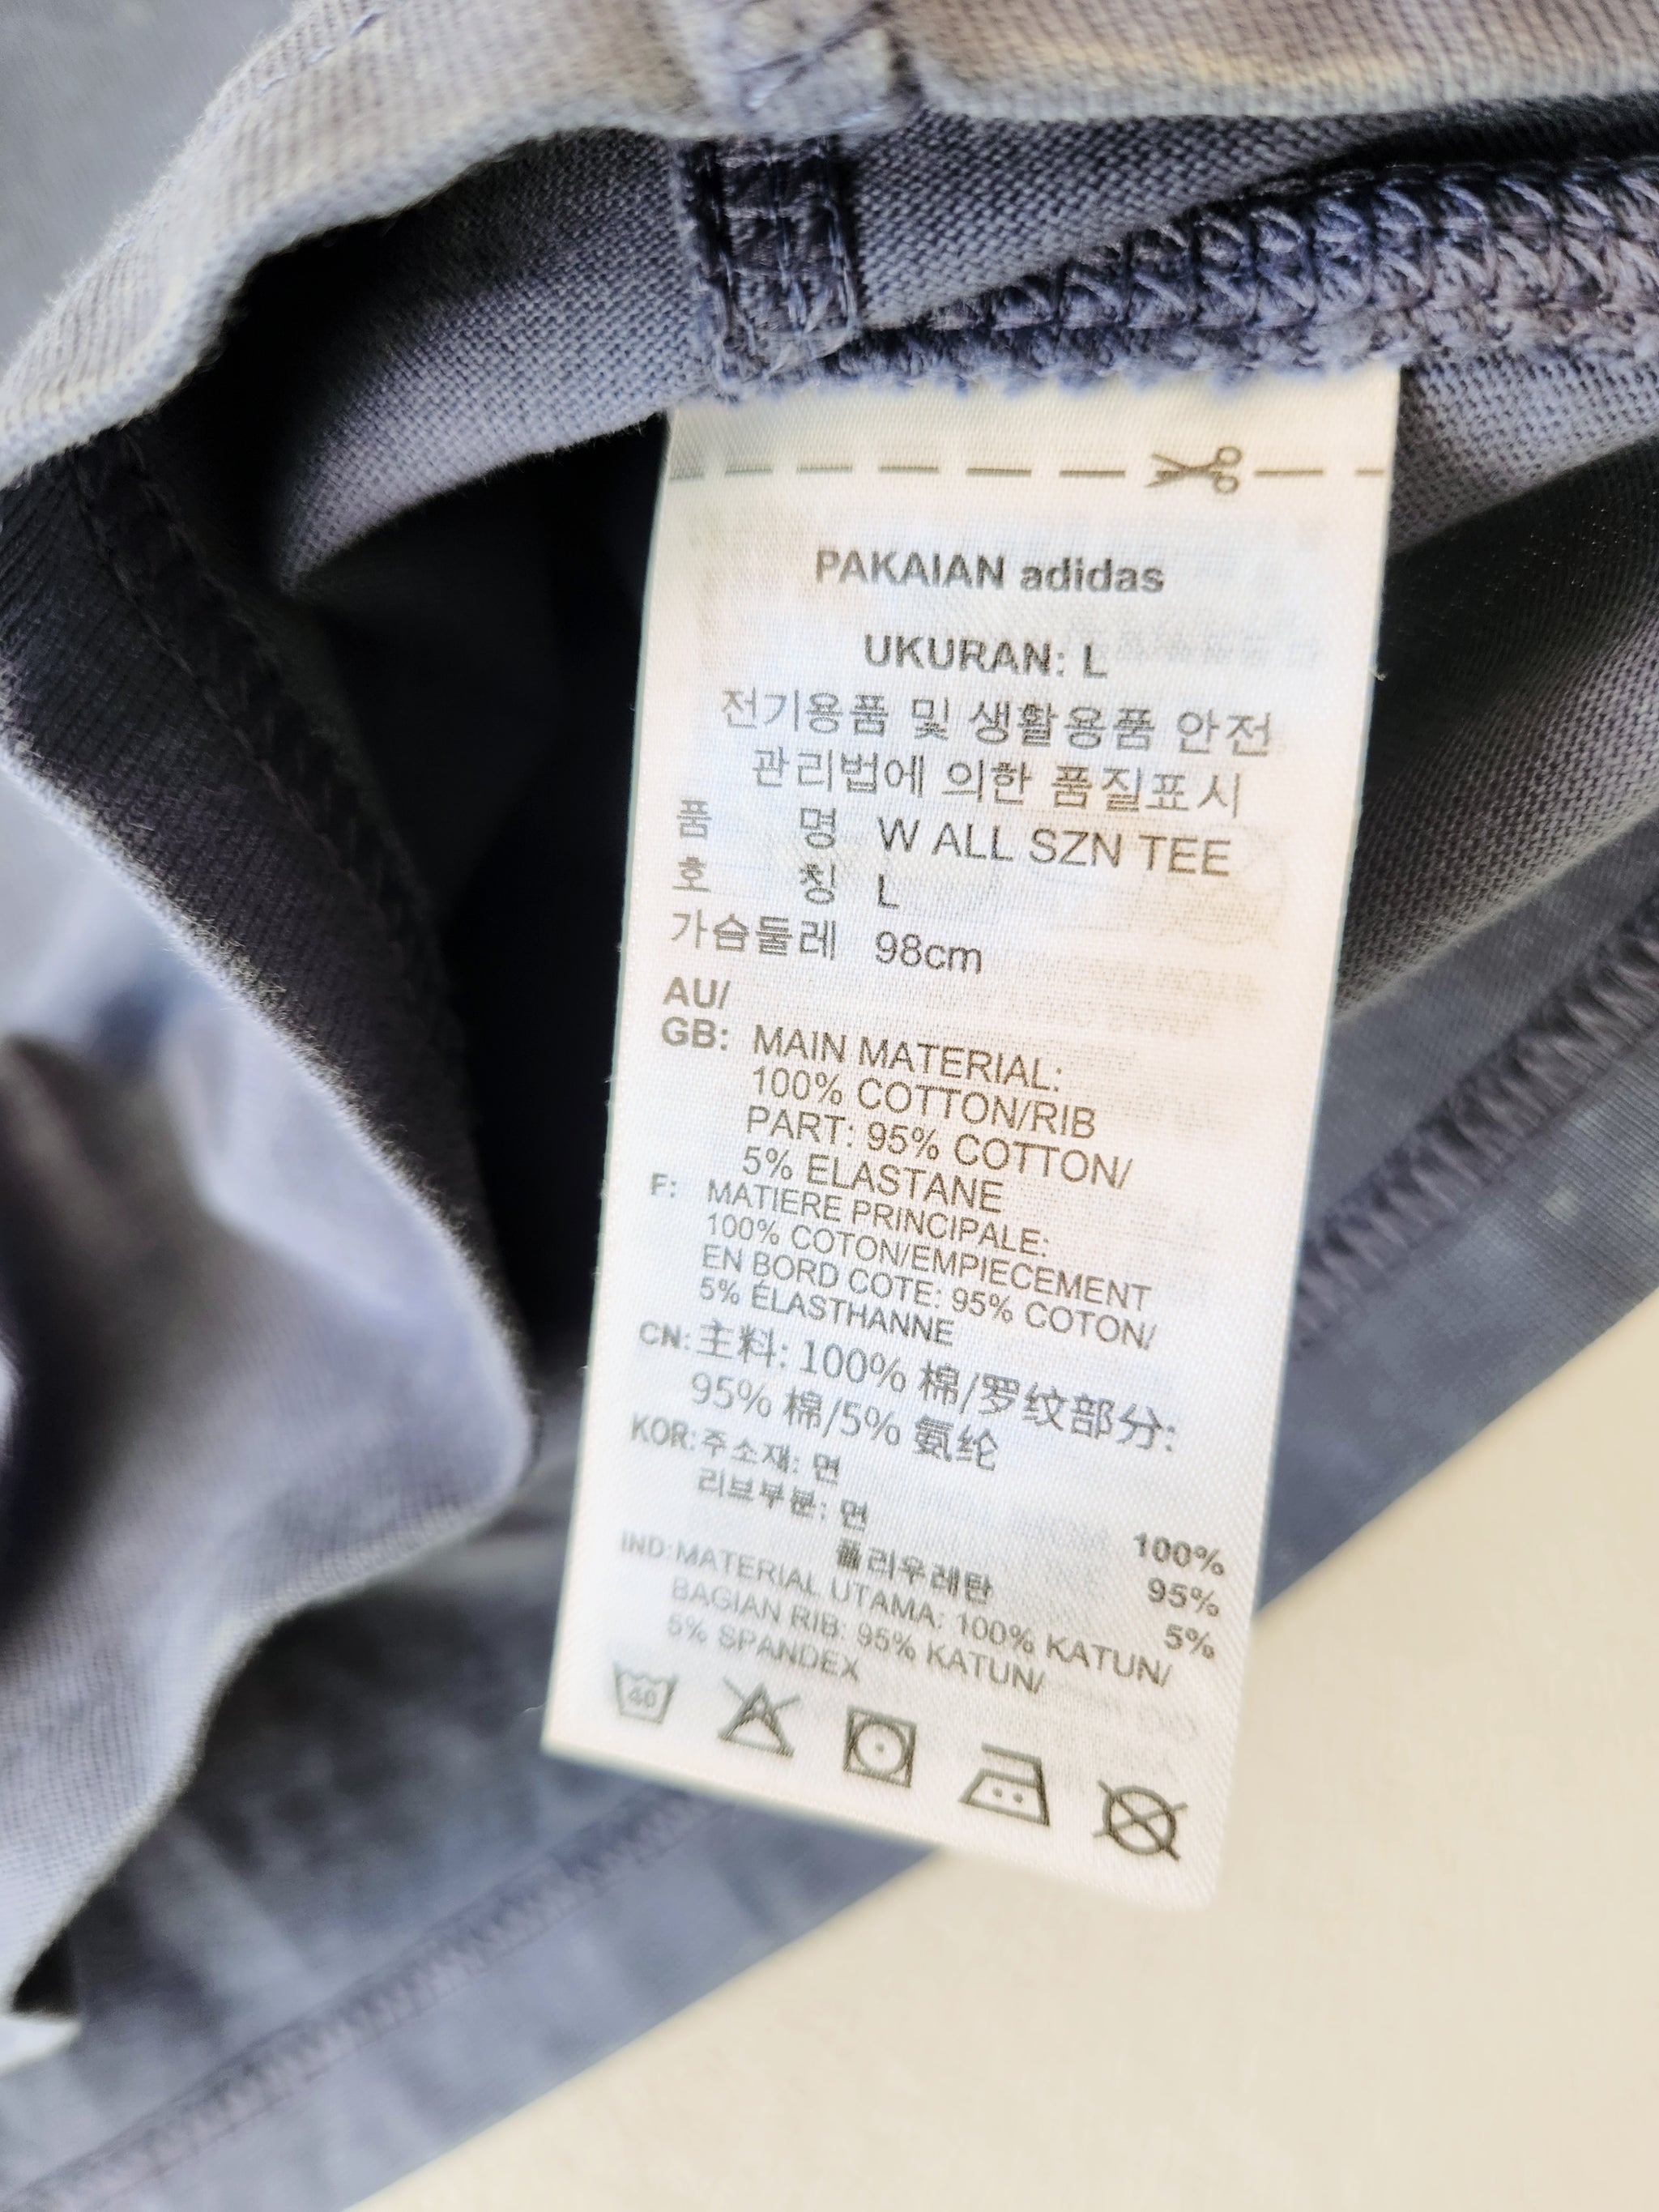 PAKAIAN adidas
UKURAN: L
전기용품 및 생활용품 안전
관리법에 의한 품질표시
품 명 W ALL SZN TEE
호 칭 L
가슴둘레 98cm
AU/
GB: MAIN MATERIAL:
100% COTTON/RIB
PART: 95% COTTON/
5% ELASTANE
F: MATIERE PRINCIPALE:
100% COTON/EMPIECEMENT
EN BORD COTE: 95% COTON/
5% ÉLASTHANNE
CN: 主料: 100% 棉/罗纹部分:
95% 棉/5% 氨纶
KOR: 주소재: 면 100%
리브부분: 면 95%
폴리우레탄 5%
IND: MATERIAL UTAMA: 100% KATUN/
BAGIAN RIB: 95% KATUN/
5% SPANDEX
40